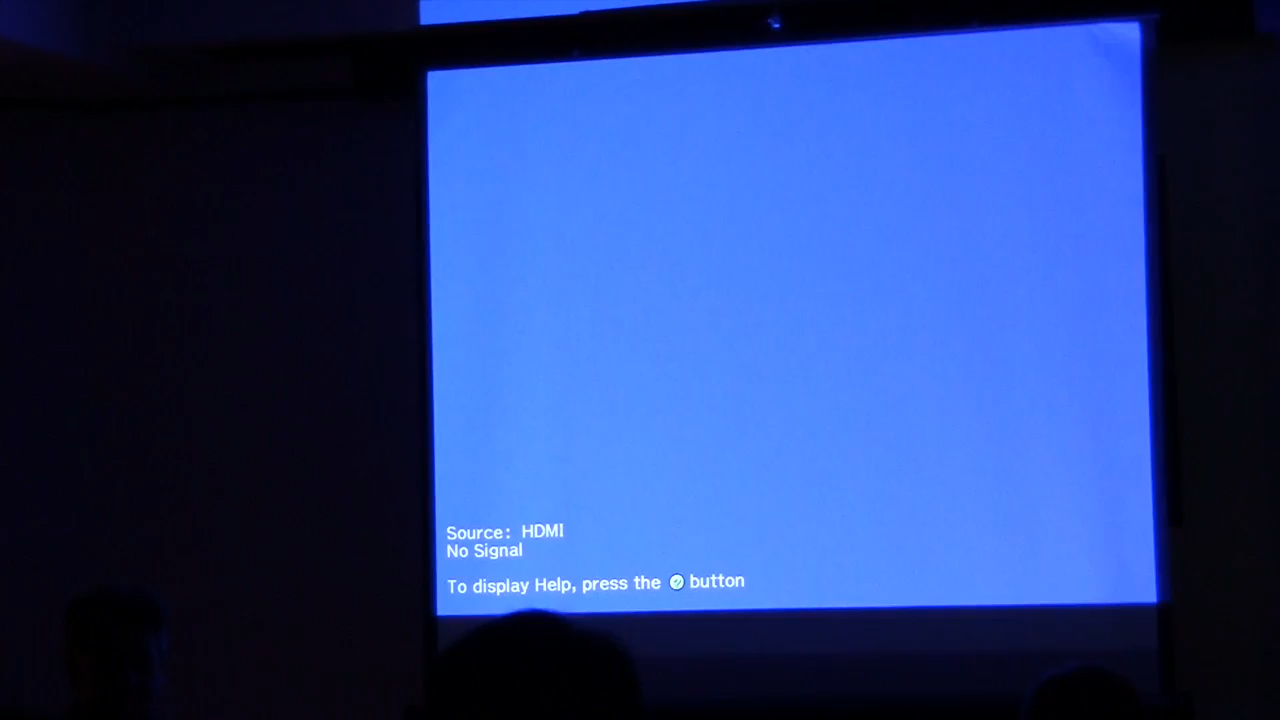 Source: HDMI
No Signal
To display Help, press the ? button